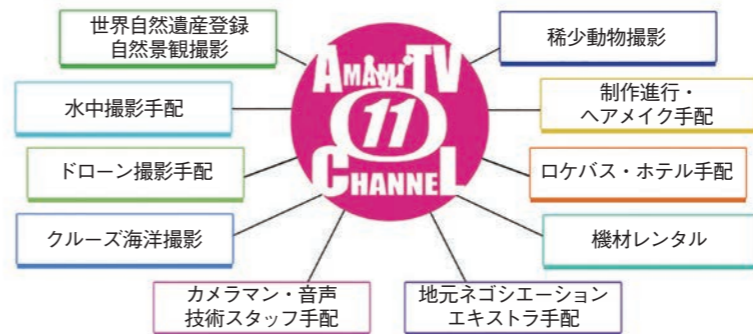 世界自然遺産登録
自然景観撮影
稀少動物撮影
水中撮影手配
AMAMI TV
11
CHANNEL
制作進行・
ヘアメイク手配
ドローン撮影手配
ロケバス・ホテル手配
クルーズ海洋撮影
機材レンタル
カメラマン・音声
技術スタッフ手配
地元ネゴシエーション
エキストラ手配